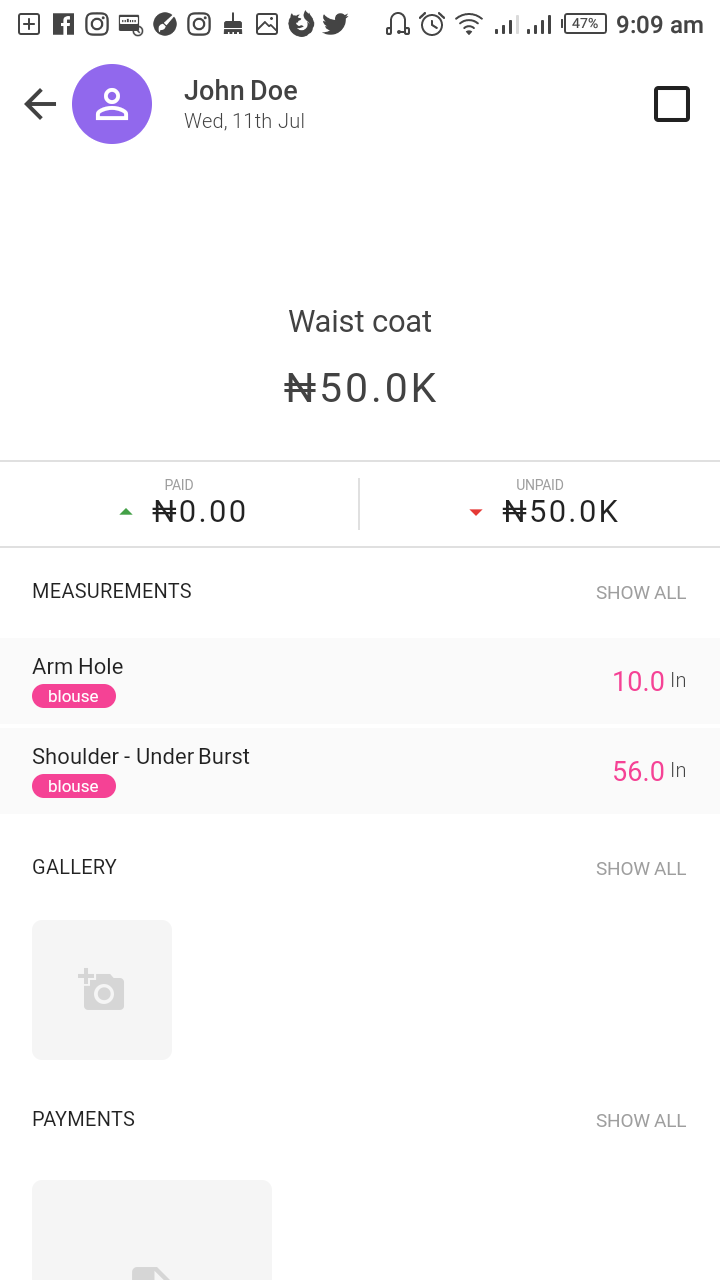 47% 9:09 am
John Doe
Wed, 11th Jul
Waist coat
₦50.0K
PAID
₦0.00
UNPAID
₦50.0K
MEASUREMENTS SHOW ALL
Arm Hole
blouse
10.0 In
Shoulder - Under Burst
blouse
56.0 In
GALLERY SHOW ALL
PAYMENTS SHOW ALL